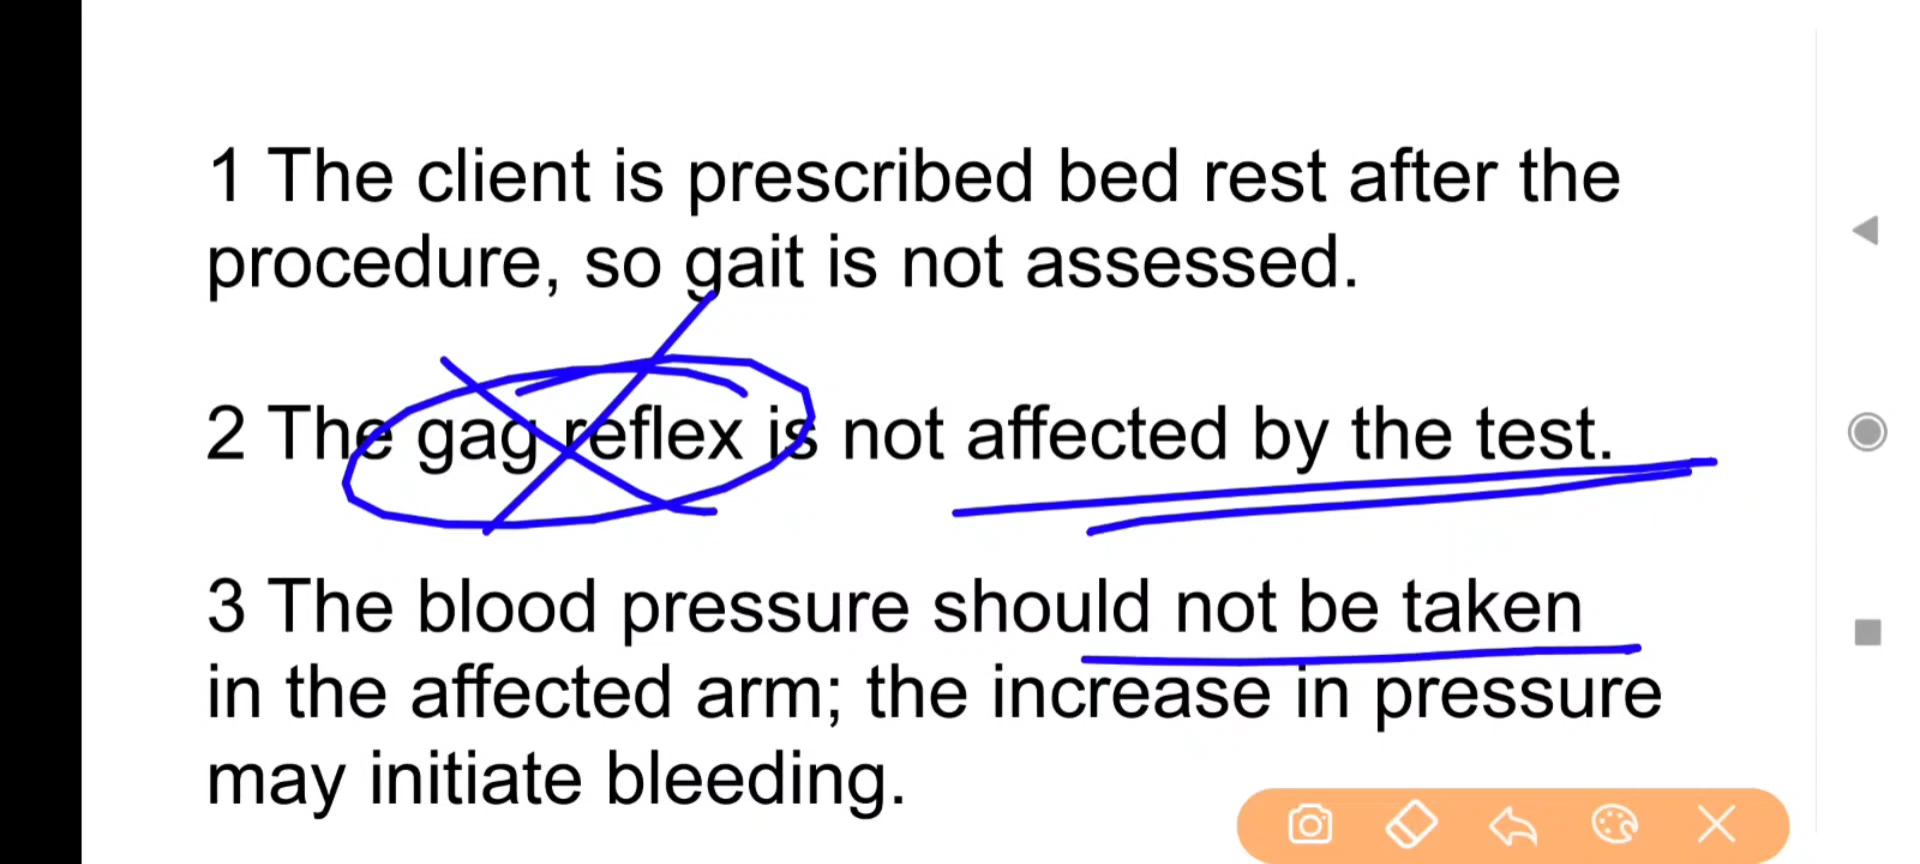 1 The client is prescribed bed rest after the
procedure, so gait is not assessed.
2 The gag reflex is not affected by the test.
3 The blood pressure should not be taken
in the affected arm; the increase in pressure
may initiate bleeding.